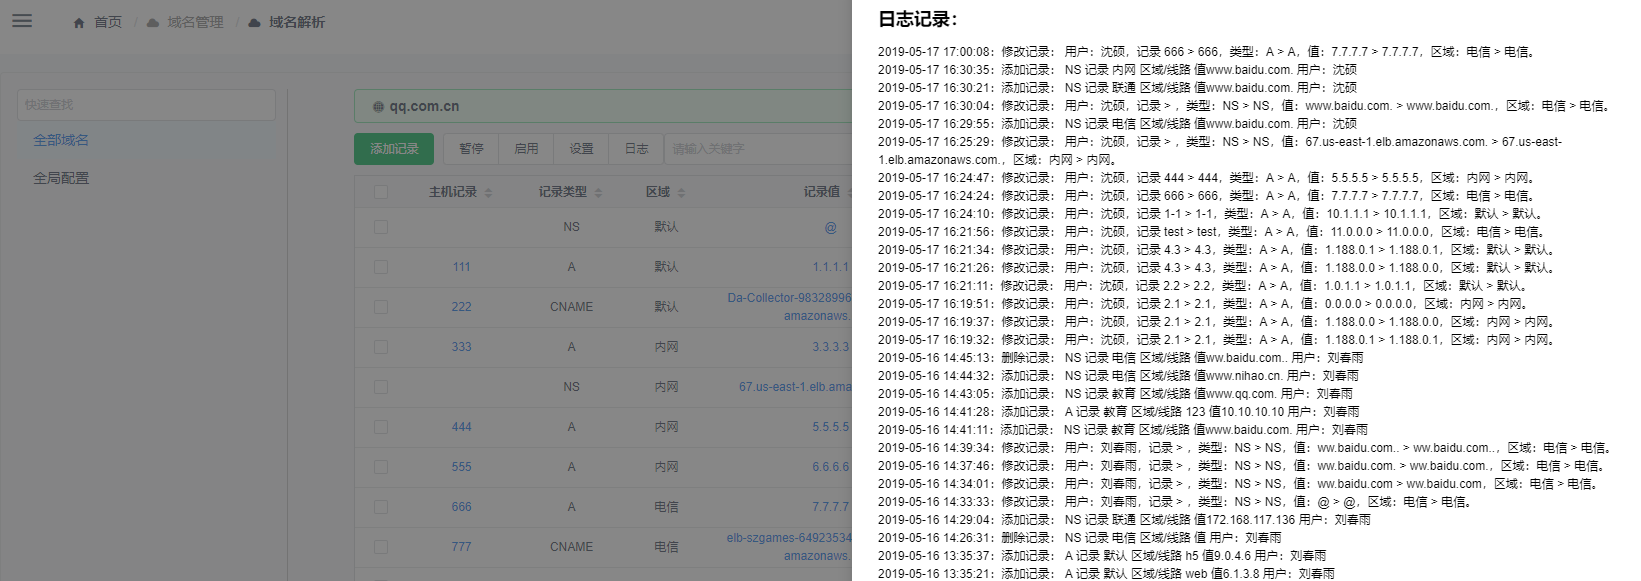 首页 / 域名管理 / 域名解析
快速查找
全部域名
全局配置
qq.com.cn
添加记录 暂停 启用 设置 日志 请输入关键字
主机记录 记录类型 区域 记录值
NS 默认 @
111 A 默认 1.1.1.1
222 CNAME 默认 Da-Collector-98328996
amazonaws.
333 A 内网 3.3.3.3
NS 内网 67.us-east-1.elb.ama
444 A 内网 5.5.5.5
555 A 内网 6.6.6.6
666 A 电信 7.7.7.7
777 CNAME 电信 elb-szgames-64923534
amazonaws.
日志记录：
2019-05-17 17:00:08：修改记录： 用户：沈硕，记录 666 > 666，类型：A > A，值：7.7.7.7 > 7.7.7.7，区域：电信 > 电信。
2019-05-17 16:30:35：添加记录： NS 记录 内网 区域/线路 值www.baidu.com. 用户：沈硕
2019-05-17 16:30:21：添加记录： NS 记录 联通 区域/线路 值www.baidu.com. 用户：沈硕
2019-05-17 16:30:04：修改记录： 用户：沈硕，记录 > ，类型：NS > NS，值：www.baidu.com. > www.baidu.com.，区域：电信 > 电信。
2019-05-17 16:29:55：添加记录： NS 记录 电信 区域/线路 值www.baidu.com. 用户：沈硕
2019-05-17 16:25:29：修改记录： 用户：沈硕，记录 > ，类型：NS > NS，值：67.us-east-1.elb.amazonaws.com. > 67.us-east-
1.elb.amazonaws.com.，区域：内网 > 内网。
2019-05-17 16:24:47：修改记录： 用户：沈硕，记录 444 > 444，类型：A > A，值：5.5.5.5 > 5.5.5.5，区域：内网 > 内网。
2019-05-17 16:24:24：修改记录： 用户：沈硕，记录 666 > 666，类型：A > A，值：7.7.7.7 > 7.7.7.7，区域：电信 > 电信。
2019-05-17 16:24:10：修改记录： 用户：沈硕，记录 1-1 > 1-1，类型：A > A，值：10.1.1.1 > 10.1.1.1，区域：默认 > 默认。
2019-05-17 16:21:56：修改记录： 用户：沈硕，记录 test > test，类型：A > A，值：11.0.0.0 > 11.0.0.0，区域：电信 > 电信。
2019-05-17 16:21:34：修改记录： 用户：沈硕，记录 4.3 > 4.3，类型：A > A，值：1.188.0.1 > 1.188.0.1，区域：默认 > 默认。
2019-05-17 16:21:26：修改记录： 用户：沈硕，记录 4.3 > 4.3，类型：A > A，值：1.188.0.0 > 1.188.0.0，区域：默认 > 默认。
2019-05-17 16:21:11：修改记录： 用户：沈硕，记录 2.2 > 2.2，类型：A > A，值：1.0.1.1 > 1.0.1.1，区域：默认 > 默认。
2019-05-17 16:19:51：修改记录： 用户：沈硕，记录 2.1 > 2.1，类型：A > A，值：0.0.0.0 > 0.0.0.0，区域：内网 > 内网。
2019-05-17 16:19:37：修改记录： 用户：沈硕，记录 2.1 > 2.1，类型：A > A，值：1.188.0.0 > 1.188.0.0，区域：内网 > 内网。
2019-05-17 16:19:32：修改记录： 用户：沈硕，记录 2.1 > 2.1，类型：A > A，值：1.188.0.1 > 1.188.0.1，区域：内网 > 内网。
2019-05-16 14:45:13：删除记录： NS 记录 电信 区域/线路 值ww.baidu.com.. 用户：刘春雨
2019-05-16 14:44:32：添加记录： NS 记录 电信 区域/线路 值www.nihao.cn. 用户：刘春雨
2019-05-16 14:43:05：添加记录： NS 记录 教育 区域/线路 值www.qq.com. 用户：刘春雨
2019-05-16 14:41:28：添加记录： A 记录 教育 区域/线路 123 值10.10.10.10 用户：刘春雨
2019-05-16 14:41:11：添加记录： NS 记录 教育 区域/线路 值www.baidu.com. 用户：刘春雨
2019-05-16 14:39:34：修改记录： 用户：刘春雨，记录 > ，类型：NS > NS，值：ww.baidu.com.. > ww.baidu.com..，区域：电信 > 电信。
2019-05-16 14:37:46：修改记录： 用户：刘春雨，记录 > ，类型：NS > NS，值：ww.baidu.com. > ww.baidu.com.，区域：电信 > 电信。
2019-05-16 14:34:01：修改记录： 用户：刘春雨，记录 > ，类型：NS > NS，值：ww.baidu.com > ww.baidu.com，区域：电信 > 电信。
2019-05-16 14:33:33：修改记录： 用户：刘春雨，记录 > ，类型：NS > NS，值：@ > @，区域：电信 > 电信。
2019-05-16 14:29:04：添加记录： NS 记录 联通 区域/线路 值172.168.117.136 用户：刘春雨
2019-05-16 14:26:31：删除记录： NS 记录 电信 区域/线路 值 用户：刘春雨
2019-05-16 13:35:37：添加记录： A 记录 默认 区域/线路 h5 值9.0.4.6 用户：刘春雨
2019-05-16 13:35:21：添加记录： A 记录 默认 区域/线路 web 值6.1.3.8 用户：刘春雨